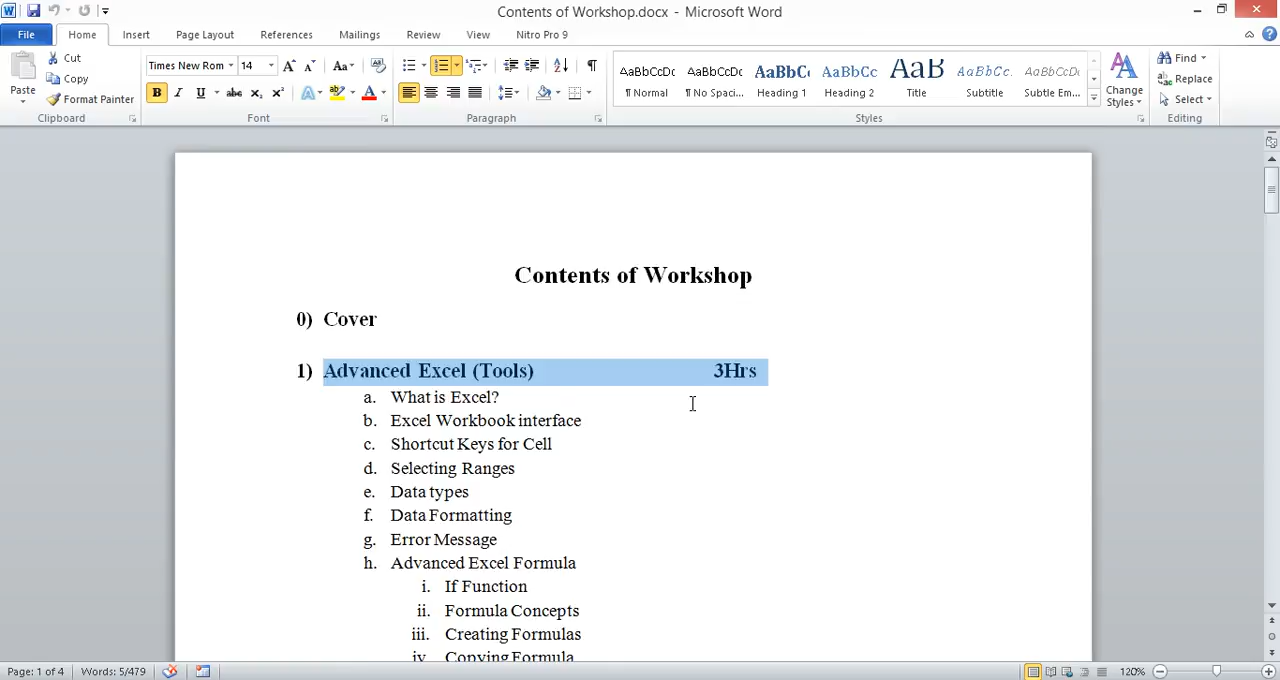 Contents of Workshop.docx - Microsoft Word
File Home Insert Page Layout References Mailings Review View Nitro Pro 9
Paste
Cut
Copy
Format Painter
Clipboard
Times New Rom 14
Font
Paragraph
AaBbCcDc AaBbCcDc AaBbCc AaBbCc AaB AaBbCc. AaBbCcDc
¶ Normal ¶ No Spaci... Heading 1 Heading 2 Title Subtitle Subtle Em...
Change Styles
Styles
Find
Replace
Select
Editing
Contents of Workshop
0) Cover
1) Advanced Excel (Tools) 3Hrs
a. What is Excel?
b. Excel Workbook interface
c. Shortcut Keys for Cell
d. Selecting Ranges
e. Data types
f. Data Formatting
g. Error Message
h. Advanced Excel Formula
i. If Function
ii. Formula Concepts
iii. Creating Formulas
iv. Copying Formula
Page: 1 of 4 Words: 5/479 120%